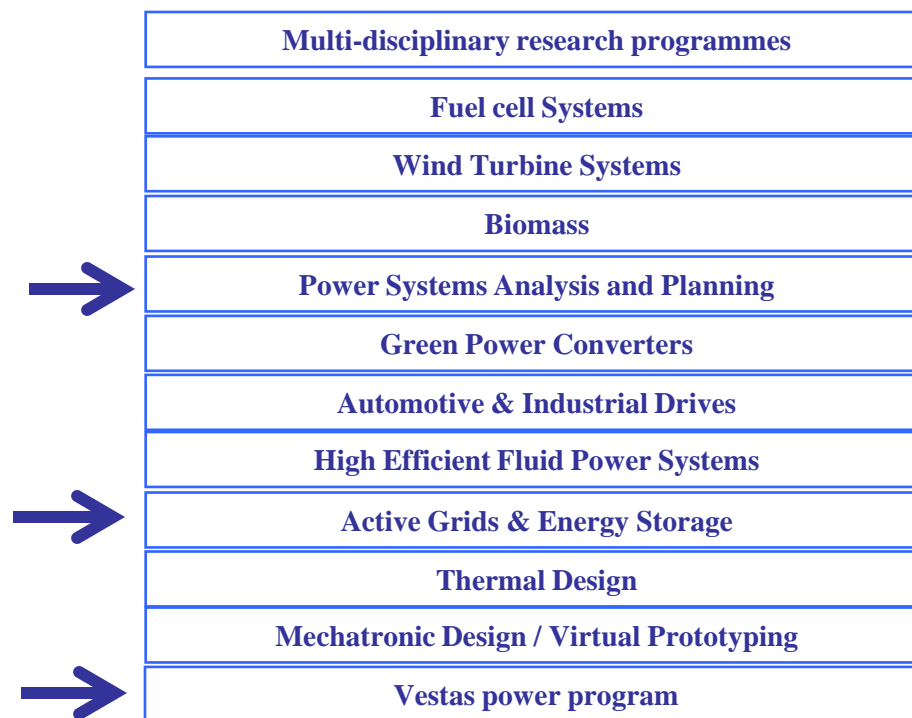 Multi-disciplinary research programmes
Fuel cell Systems
Wind Turbine Systems
Biomass
Power Systems Analysis and Planning
Green Power Converters
Automotive & Industrial Drives
High Efficient Fluid Power Systems
Active Grids & Energy Storage
Thermal Design
Mechatronic Design / Virtual Prototyping
Vestas power program